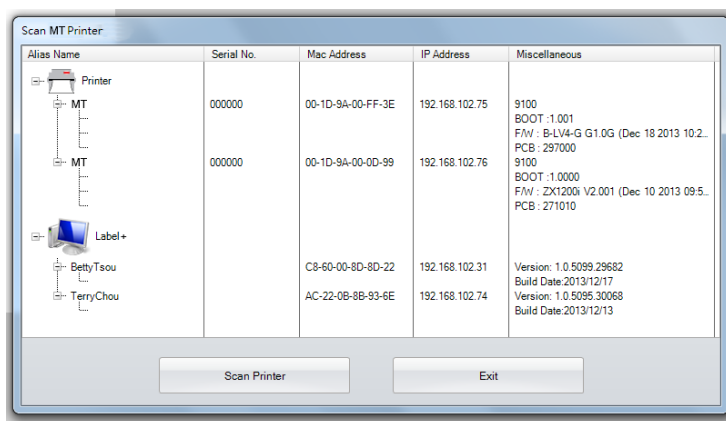 Scan MT Printer
Alias Name Serial No. Mac Address IP Address Miscellaneous
Printer
MT 000000 00-1D-9A-00-FF-3E 192.168.102.75 9100
BOOT :1.001
F/W : B-LV4-G G1.0G (Dec 18 2013 10:2...
PCB : 297000
MT 000000 00-1D-9A-00-0D-99 192.168.102.76 9100
BOOT :1.0000
F/W : ZX1200i V2.001 (Dec 10 2013 09:5...
PCB : 271010
Label+
BettyTsou C8-60-00-8D-8D-22 192.168.102.31 Version: 1.0.5099.29682
Build Date:2013/12/17
TerryChou AC-22-0B-8B-93-6E 192.168.102.74 Version: 1.0.5095.30068
Build Date:2013/12/13
Scan Printer Exit